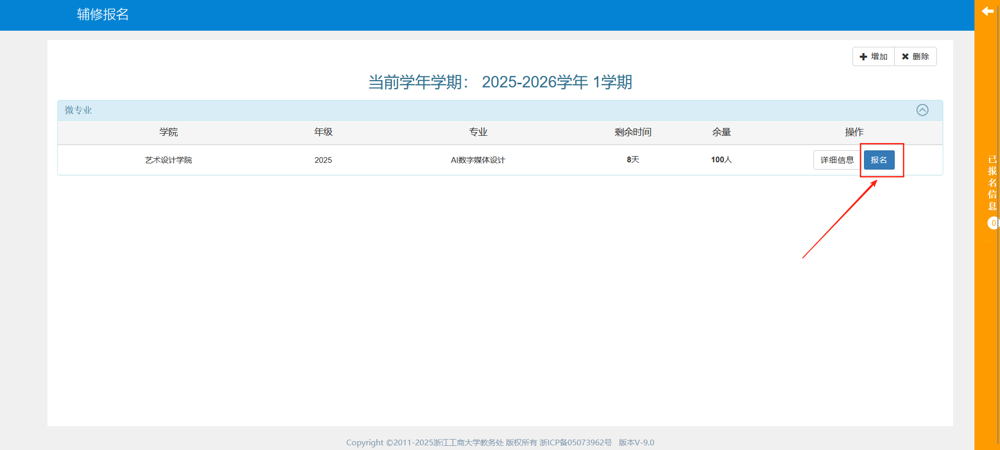 辅修报名
增加 删除
当前学年学期： 2025-2026学年 1学期
微专业
学院 年级 专业 剩余时间 余量 操作
艺术设计学院 2025 AI数字媒体设计 8天 100人 详细信息 报名
已报名信息
0
Copyright ©2011-2025浙江工商大学教务处 版权所有 浙ICP备05073962号 版本V-9.0